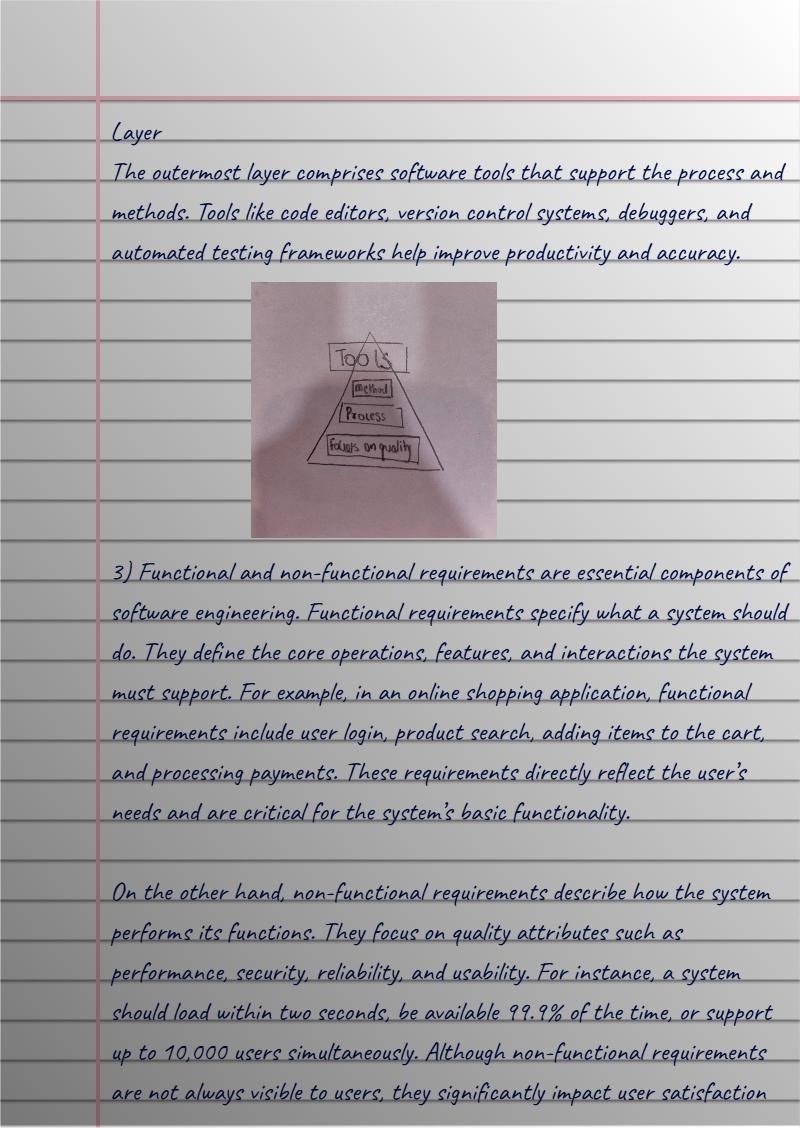 Layer
The outermost layer comprises software tools that support the process and
methods. Tools like code editors, version control systems, debuggers, and
automated testing frameworks help improve productivity and accuracy.
Tools
method
Process
Focuos on quality
3) Functional and non-functional requirements are essential components of
software engineering. Functional requirements specify what a system should
do. They define the core operations, features, and interactions the system
must support. For example, in an online shopping application, functional
requirements include user login, product search, adding items to the cart,
and processing payments. These requirements directly reflect the user's
needs and are critical for the system's basic functionality.
On the other hand, non-functional requirements describe how the system
performs its functions. They focus on quality attributes such as
performance, security, reliability, and usability. For instance, a system
should load within two seconds, be available 99.9% of the time, or support
up to 10,000 users simultaneously. Although non-functional requirements
are not always visible to users, they significantly impact user satisfaction